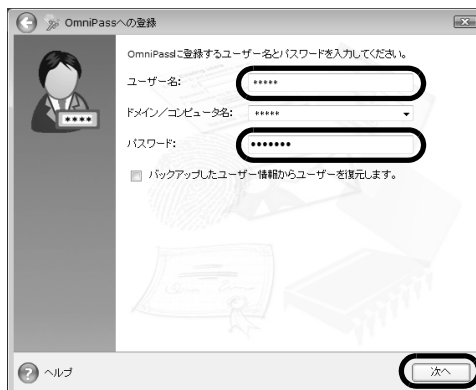 OmniPassへの登録
OmniPassに登録するユーザー名とパスワードを入力してください。
ユーザー名: *****
ドメイン／コンピュータ名: *****
パスワード: •••••••
****
バックアップしたユーザー情報からユーザーを復元します。
ヘルプ
次へ